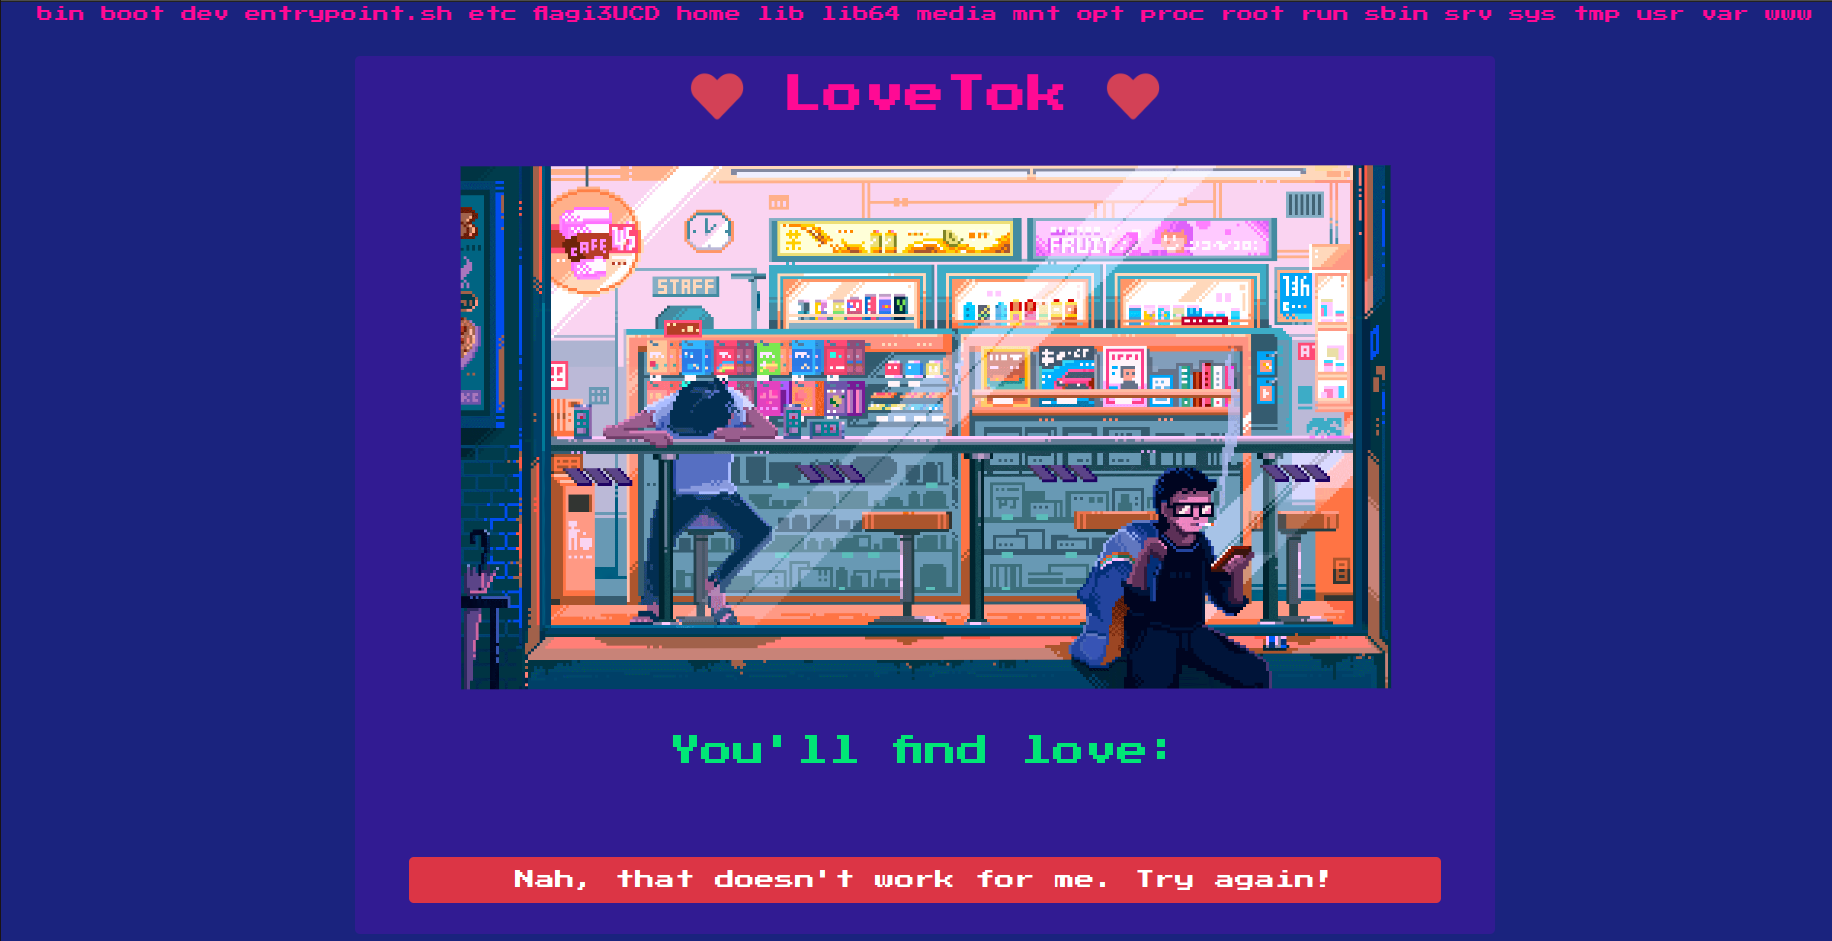 bin boot dev entrypoint.sh etc flagi3UCD home lib lib64 media mnt opt proc root run sbin srv sys tmp usr var www
LoveTok
CAFE
STAFF
FRUIT
You'll find love:
Nah, that doesn't work for me. Try again!